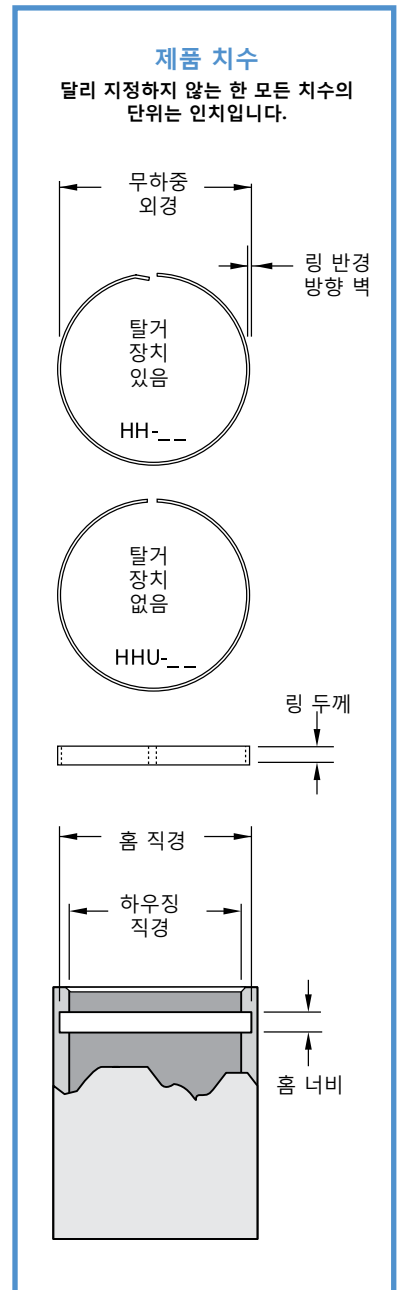 제품 치수
달리 지정하지 않는 한 모든 치수의
단위는 인치입니다.
무하중
외경
링 반경
방향 벽
탈거
장치
있음
HH-_ _
탈거
장치
없음
HHU-_ _
링 두께
홈 직경
하우징
직경
홈 너비